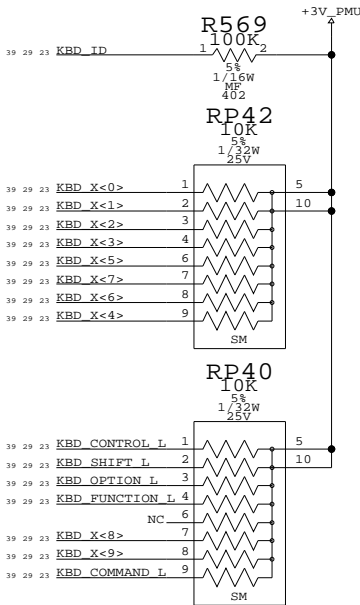 +3V_PMU
R569
100K
39 29 23 KBD_ID 1 2
5%
1/16W
MF
402
RP42
10K
5%
1/32W
25V
39 29 23 KBD_X<0> 1 5
39 29 23 KBD_X<1> 2 10
39 29 23 KBD_X<2> 3
39 29 23 KBD_X<3> 4
39 29 23 KBD_X<5> 6
39 29 23 KBD_X<7> 7
39 29 23 KBD_X<6> 8
39 29 23 KBD_X<4> 9
SM
RP40
10K
5%
1/32W
25V
39 29 23 KBD_CONTROL_L 1 5
39 29 23 KBD_SHIFT_L 2 10
39 29 23 KBD_OPTION_L 3
39 29 23 KBD_FUNCTION_L 4
NC 6
39 29 23 KBD_X<8> 7
39 29 23 KBD_X<9> 8
39 29 23 KBD_COMMAND_L 9
SM